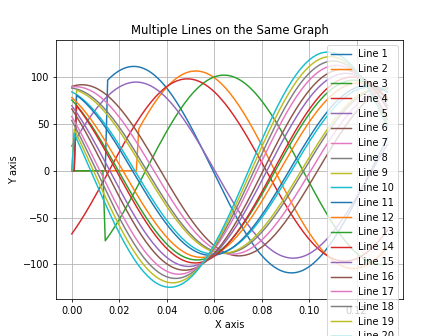 Multiple Lines on the Same Graph
Y axis
100
50
0
−50
−100
0.00
0.02
0.04
0.06
0.08
0.10
X axis
Line 1
Line 2
Line 3
Line 4
Line 5
Line 6
Line 7
Line 8
Line 9
Line 10
Line 11
Line 12
Line 13
Line 14
Line 15
Line 16
Line 17
Line 18
Line 19
Line 20